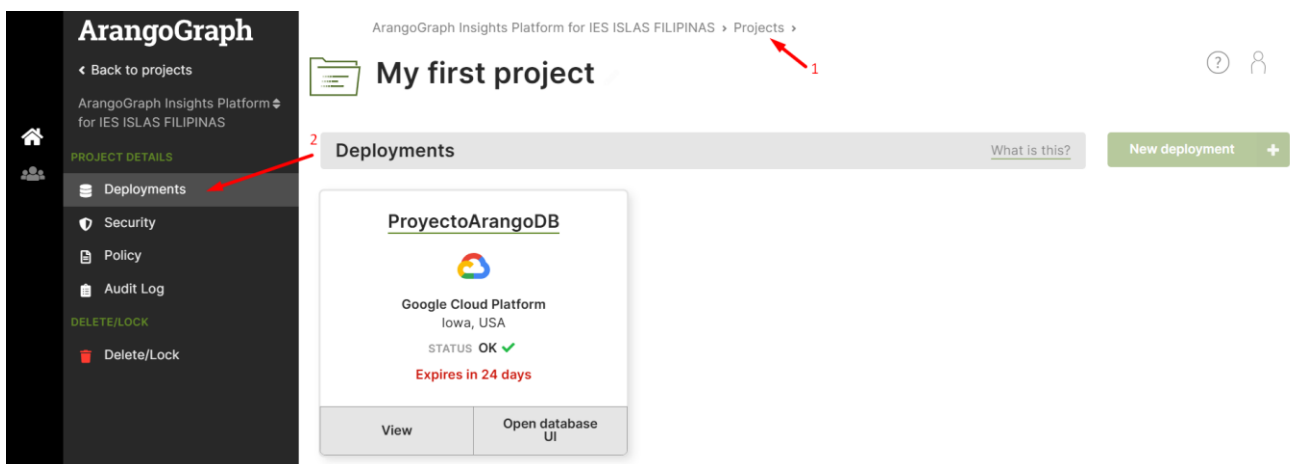 ArangoGraph
Back to projects
ArangoGraph Insights Platform
for IES ISLAS FILIPINAS
PROJECT DETAILS
Deployments
Security
Policy
Audit Log
DELETE/LOCK
Delete/Lock
ArangoGraph Insights Platform for IES ISLAS FILIPINAS > Projects >
1
My first project
?
2
Deployments
What is this?
New deployment +
ProyectoArangoDB
Google Cloud Platform
Iowa, USA
STATUS OK
Expires in 24 days
View
Open database
UI